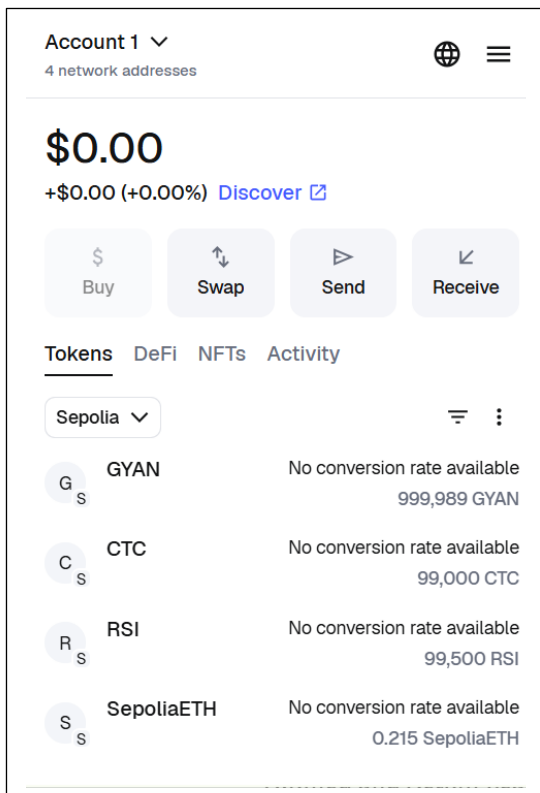 Account 1
4 network addresses
$0.00
+$0.00 (+0.00%) Discover
$
Buy Swap Send Receive
Tokens DeFi NFTs Activity
Sepolia
G S GYAN No conversion rate available
999,989 GYAN
C S CTC No conversion rate available
99,000 CTC
R S RSI No conversion rate available
99,500 RSI
S S SepoliaETH No conversion rate available
0.215 SepoliaETH